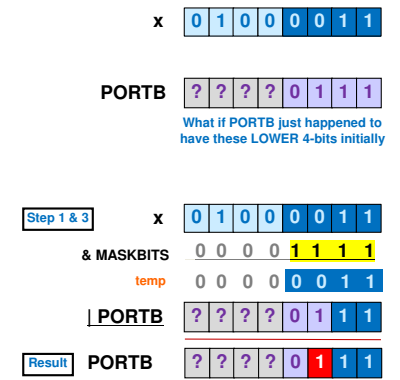 x 0 1 0 0 0 0 1 1
PORTB ? ? ? ? 0 1 1 1
What if PORTB just happened to
have these LOWER 4-bits initially
Step 1 & 3 x 0 1 0 0 0 0 1 1
& MASKBITS 0 0 0 0 1 1 1 1
temp 0 0 0 0 0 0 1 1
| PORTB ? ? ? ? 0 1 1 1
Result PORTB ? ? ? ? 0 1 1 1